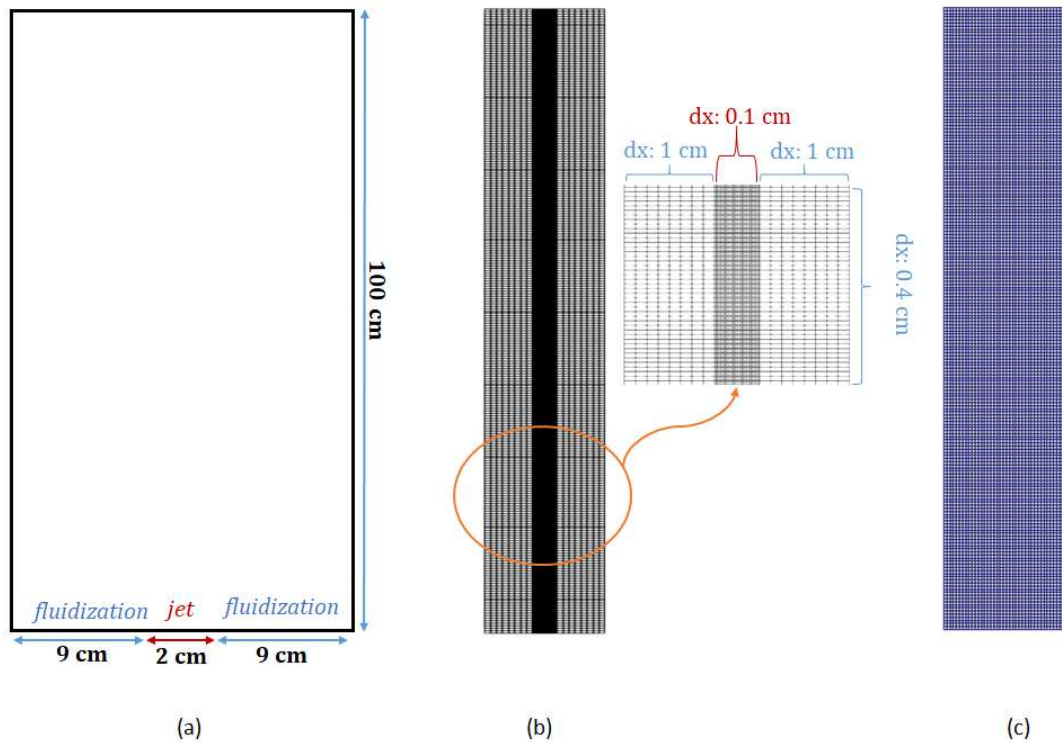 100 cm
fluidization
jet
fluidization
9 cm
2 cm
9 cm
dx: 0.1 cm
dx: 1 cm
dx: 1 cm
dx: 0.4 cm
(a)
(b)
(c)